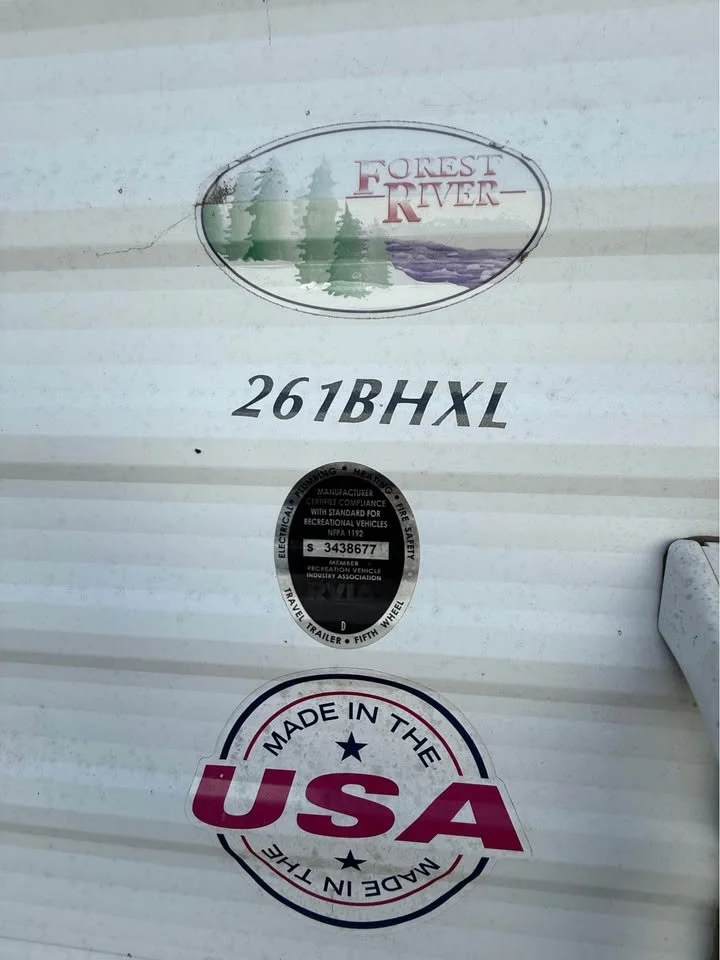 FOREST
RIVER
261BHXL
ELECTRICAL • PLUMBING • HEATING • FIRE SAFETY
MANUFACTURER
CERTIFIES COMPLIANCE
WITH STANDARD FOR
RECREATIONAL VEHICLES
NFPA 1192
S 3438677
MEMBER
RECREATION VEHICLE
INDUSTRY ASSOCIATION
RVIA
D
TRAVEL TRAILER • FIFTH WHEEL
MADE IN THE
USA
MADE IN THE